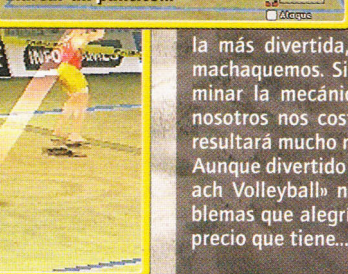 Ataque
la más divertida,
machaquemos. Si
minar la mecánic
nosotros nos cost
resultará mucho m
Aunque divertido
ach Volleyball» n
blemas que alegrí
precio que tiene...